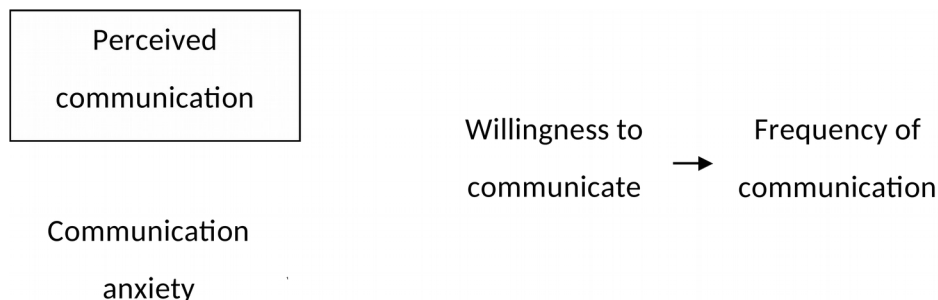 Perceived
communication
Willingness to
communicate
Frequency of
communication
Communication
anxiety